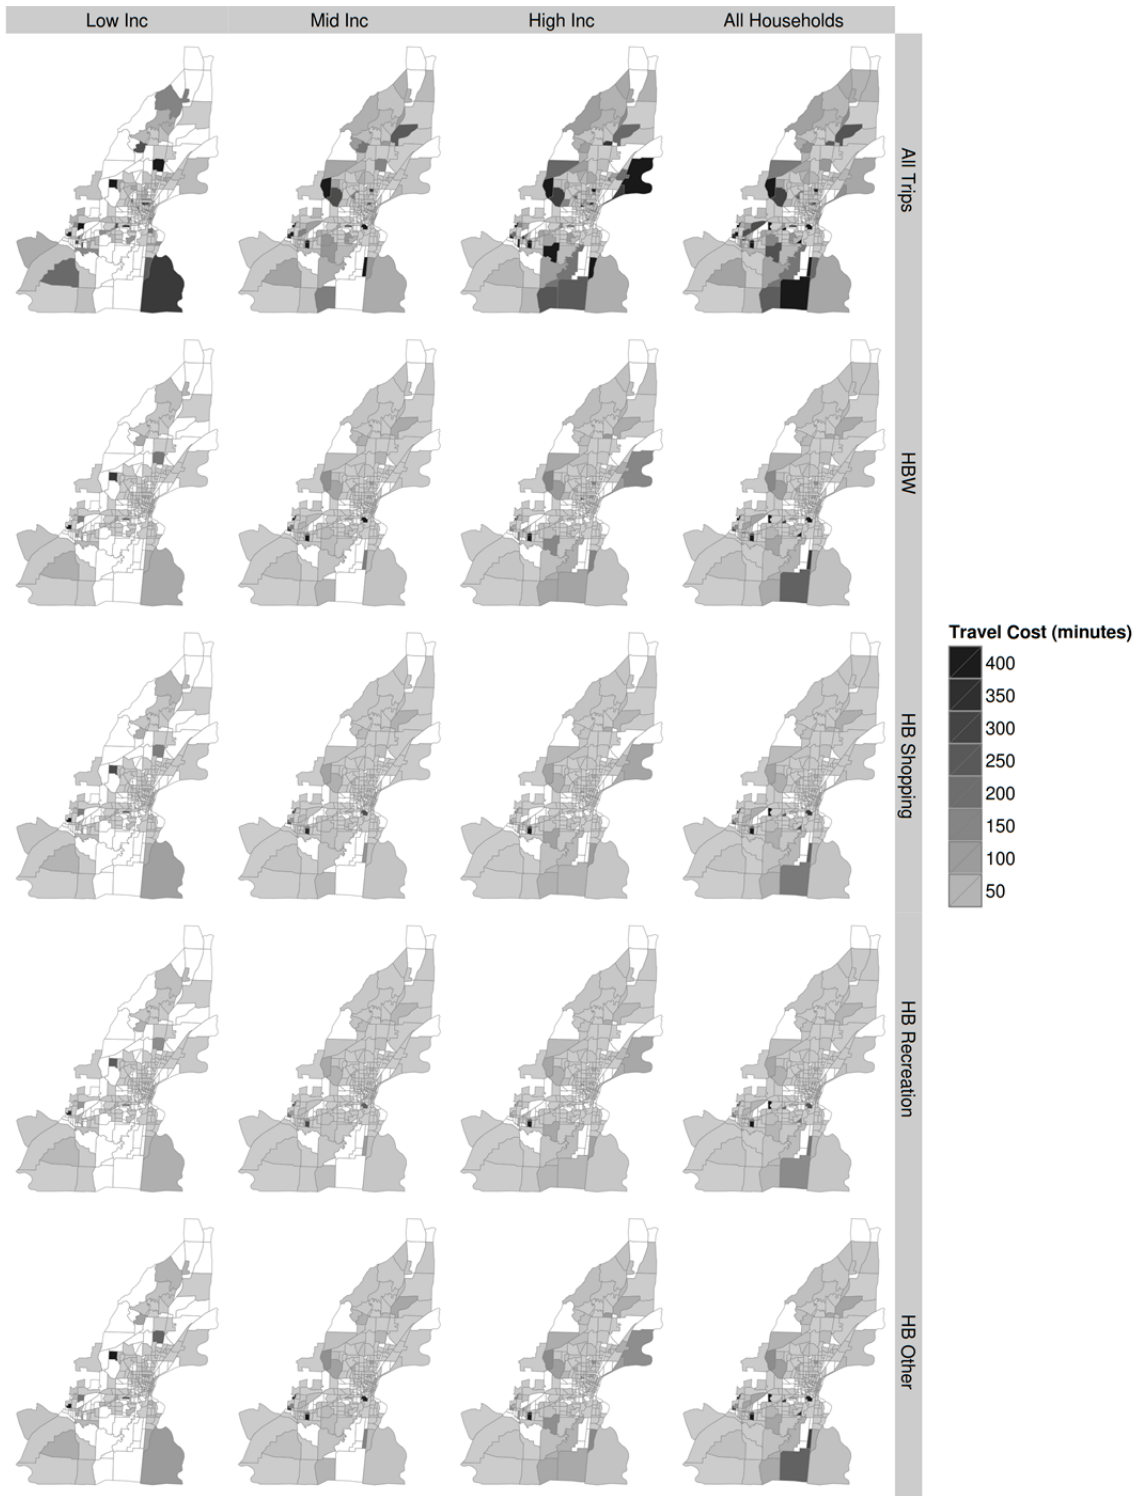 Low Inc
Mid Inc
High Inc
All Households
All Trips
HBW
HB Shopping
HB Recreation
HB Other
Travel Cost (minutes)
400
350
300
250
200
150
100
50